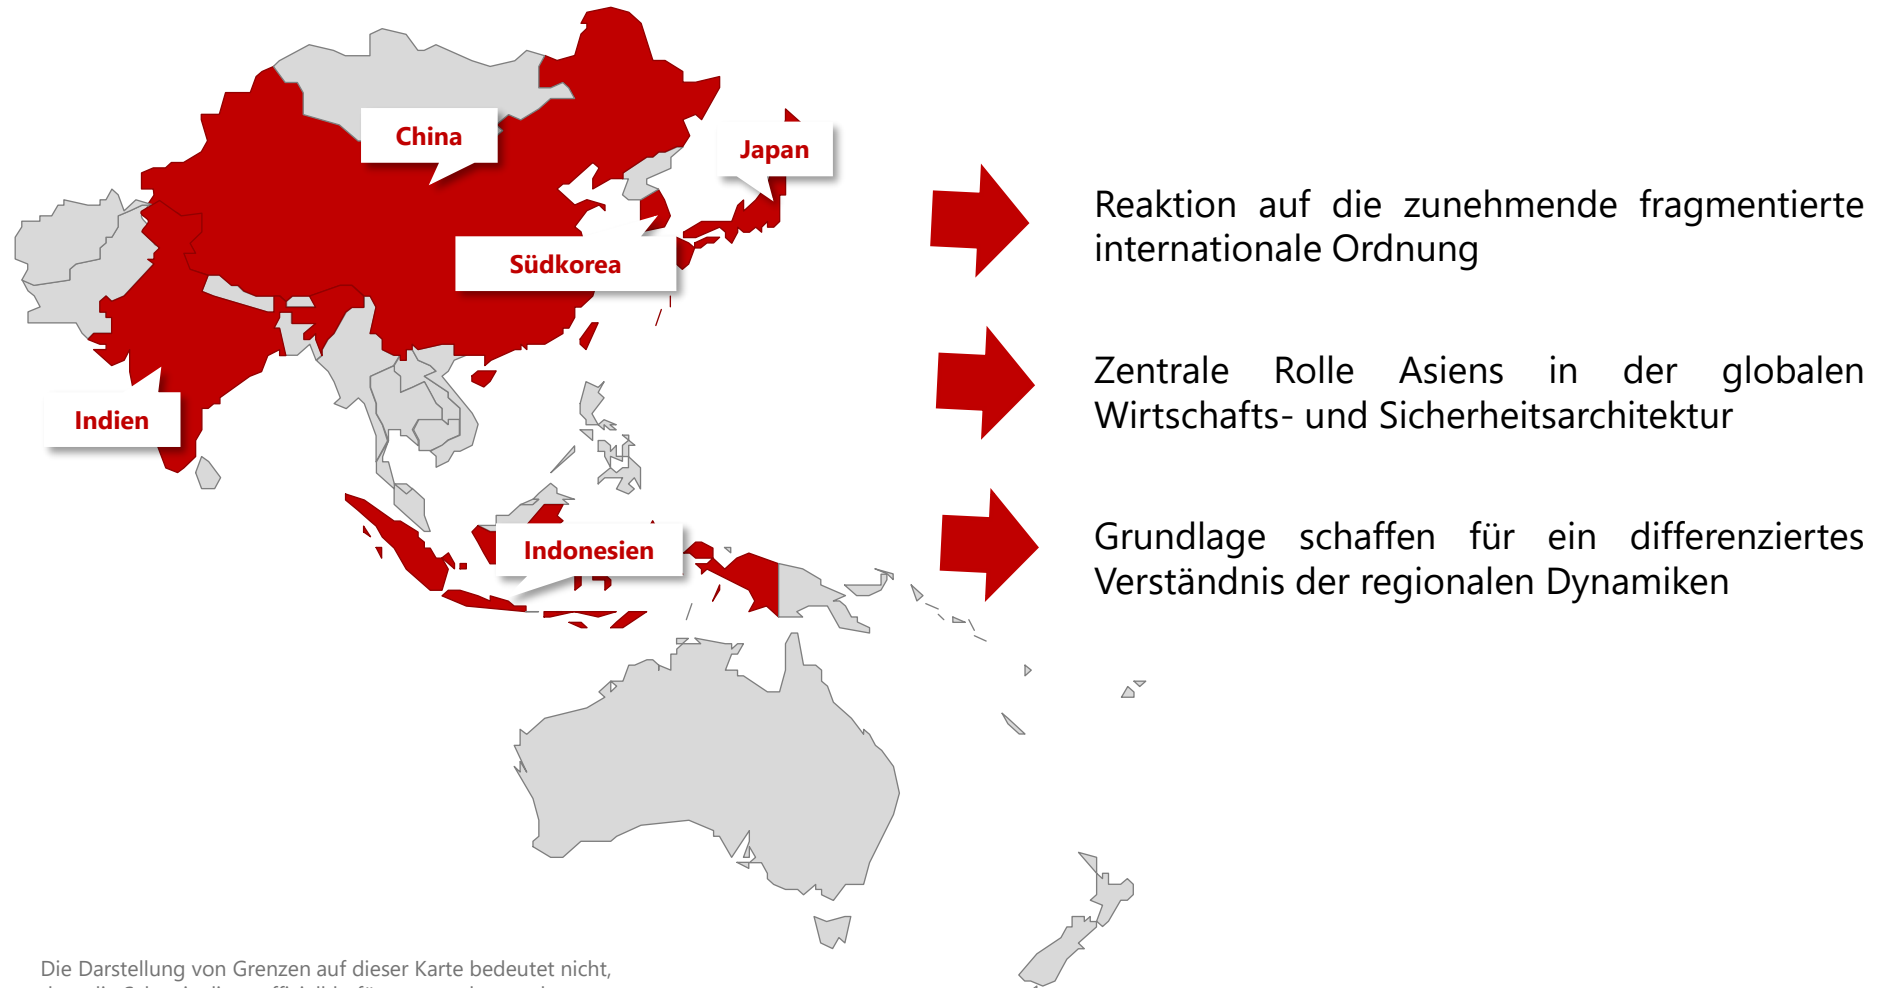 China
Japan
Südkorea
Indien
Indonesien
Reaktion auf die zunehmende fragmentierte
internationale Ordnung
Zentrale Rolle Asiens in der globalen
Wirtschafts- und Sicherheitsarchitektur
Grundlage schaffen für ein differenziertes
Verständnis der regionalen Dynamiken
Die Darstellung von Grenzen auf dieser Karte bedeutet nicht,